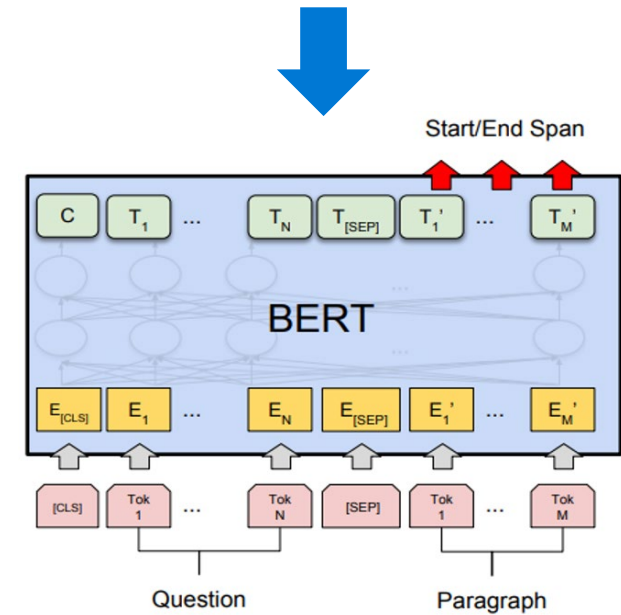 Start/End Span
C T1 ... TN T[SEP] T1' ... TM'
...
BERT
...
E[CLS] E1 ... EN E[SEP] E1' ... EM'
[CLS] Tok 1 ... Tok N [SEP] Tok 1 ... Tok M
Question Paragraph